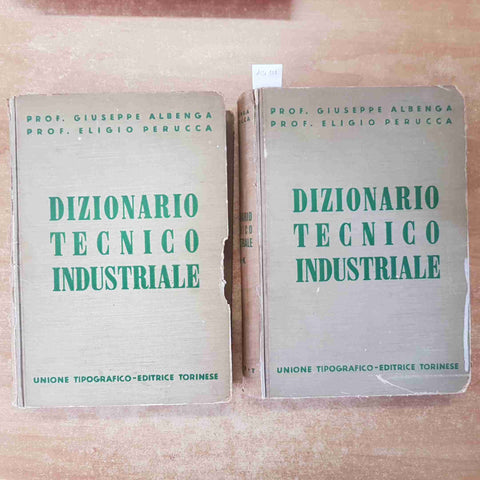 PROF. GIUSEPPE ALBENGA
PROF. ELIGIO PERUCCA
DIZIONARIO
TECNICO
INDUSTRIALE
UNIONE TIPOGRAFICO-EDITRICE TORINESE
PROF. GIUSEPPE ALBENGA
PROF. ELIGIO PERUCCA
DIZIONARIO
TECNICO
INDUSTRIALE
UNIONE TIPOGRAFICO-EDITRICE TORINESE